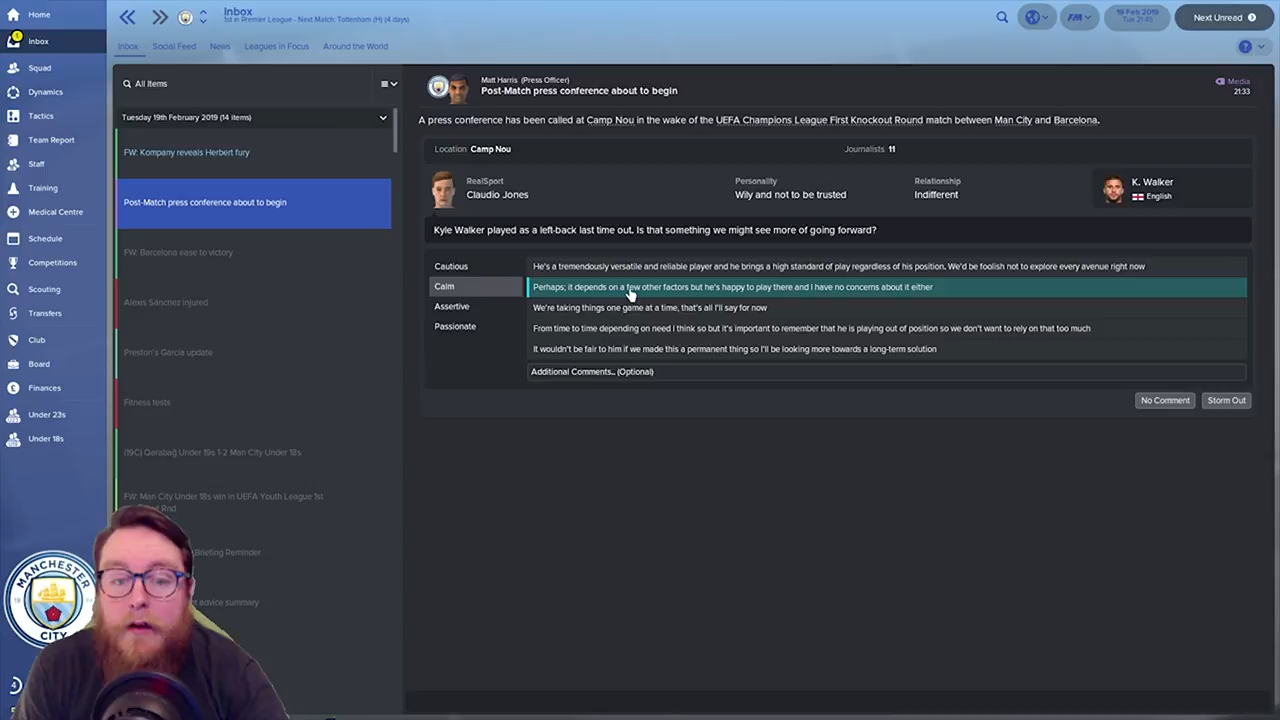 Home
Inbox
Squad
Dynamics
Tactics
Team Report
Staff
Training
Medical Centre
Schedule
Competitions
Scouting
Transfers
Club
Board
Finances
Under 23s
Under 18s
MANCHESTER
CITY
Inbox
1st in Premier League - Next Match: Tottenham (H) (4 days)
FM
19 Feb 2019
Tue 21:45
Next Unread
Inbox
Social Feed
News
Leagues in Focus
Around the World
?
All Items
Tuesday 19th February 2019 (14 items)
FW: Kompany reveals Herbert fury
Post-Match press conference about to begin
FW: Barcelona ease to victory
Alexis Sánchez injured
Preston's Garcia update
Fitness tests
(19C) Qarabağ Under 19s 1-2 Man City Under 18s
FW: Man City Under 18s win in UEFA Youth League 1st
Rnd
Briefing Reminder
advice summary
Matt Harris (Press Officer)
Post-Match press conference about to begin
Media
21:33
A press conference has been called at Camp Nou in the wake of the UEFA Champions League First Knockout Round match between Man City and Barcelona.
Location Camp Nou
Journalists 11
RealSport
Claudio Jones
Personality
Wily and not to be trusted
Relationship
Indifferent
K. Walker
English
Kyle Walker played as a left-back last time out. Is that something we might see more of going forward?
Cautious
Calm
Assertive
Passionate
He's a tremendously versatile and reliable player and he brings a high standard of play regardless of his position. We'd be foolish not to explore every avenue right now
Perhaps; it depends on a few other factors but he's happy to play there and I have no concerns about it either
We're taking things one game at a time, that's all I'll say for now
From time to time depending on need I think so but it's important to remember that he is playing out of position so we don't want to rely on that too much
It wouldn't be fair to him if we made this a permanent thing so I'll be looking more towards a long-term solution
Additional Comments.. (Optional)
No Comment
Storm Out